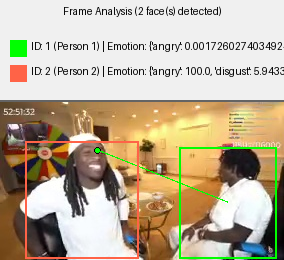 Frame Analysis (2 face(s) detected)
ID: 1 (Person 1) | Emotion: {'angry': 0.001726027403492
ID: 2 (Person 2) | Emotion: {'angry': 100.0, 'disgust': 5.9433
52:51:32